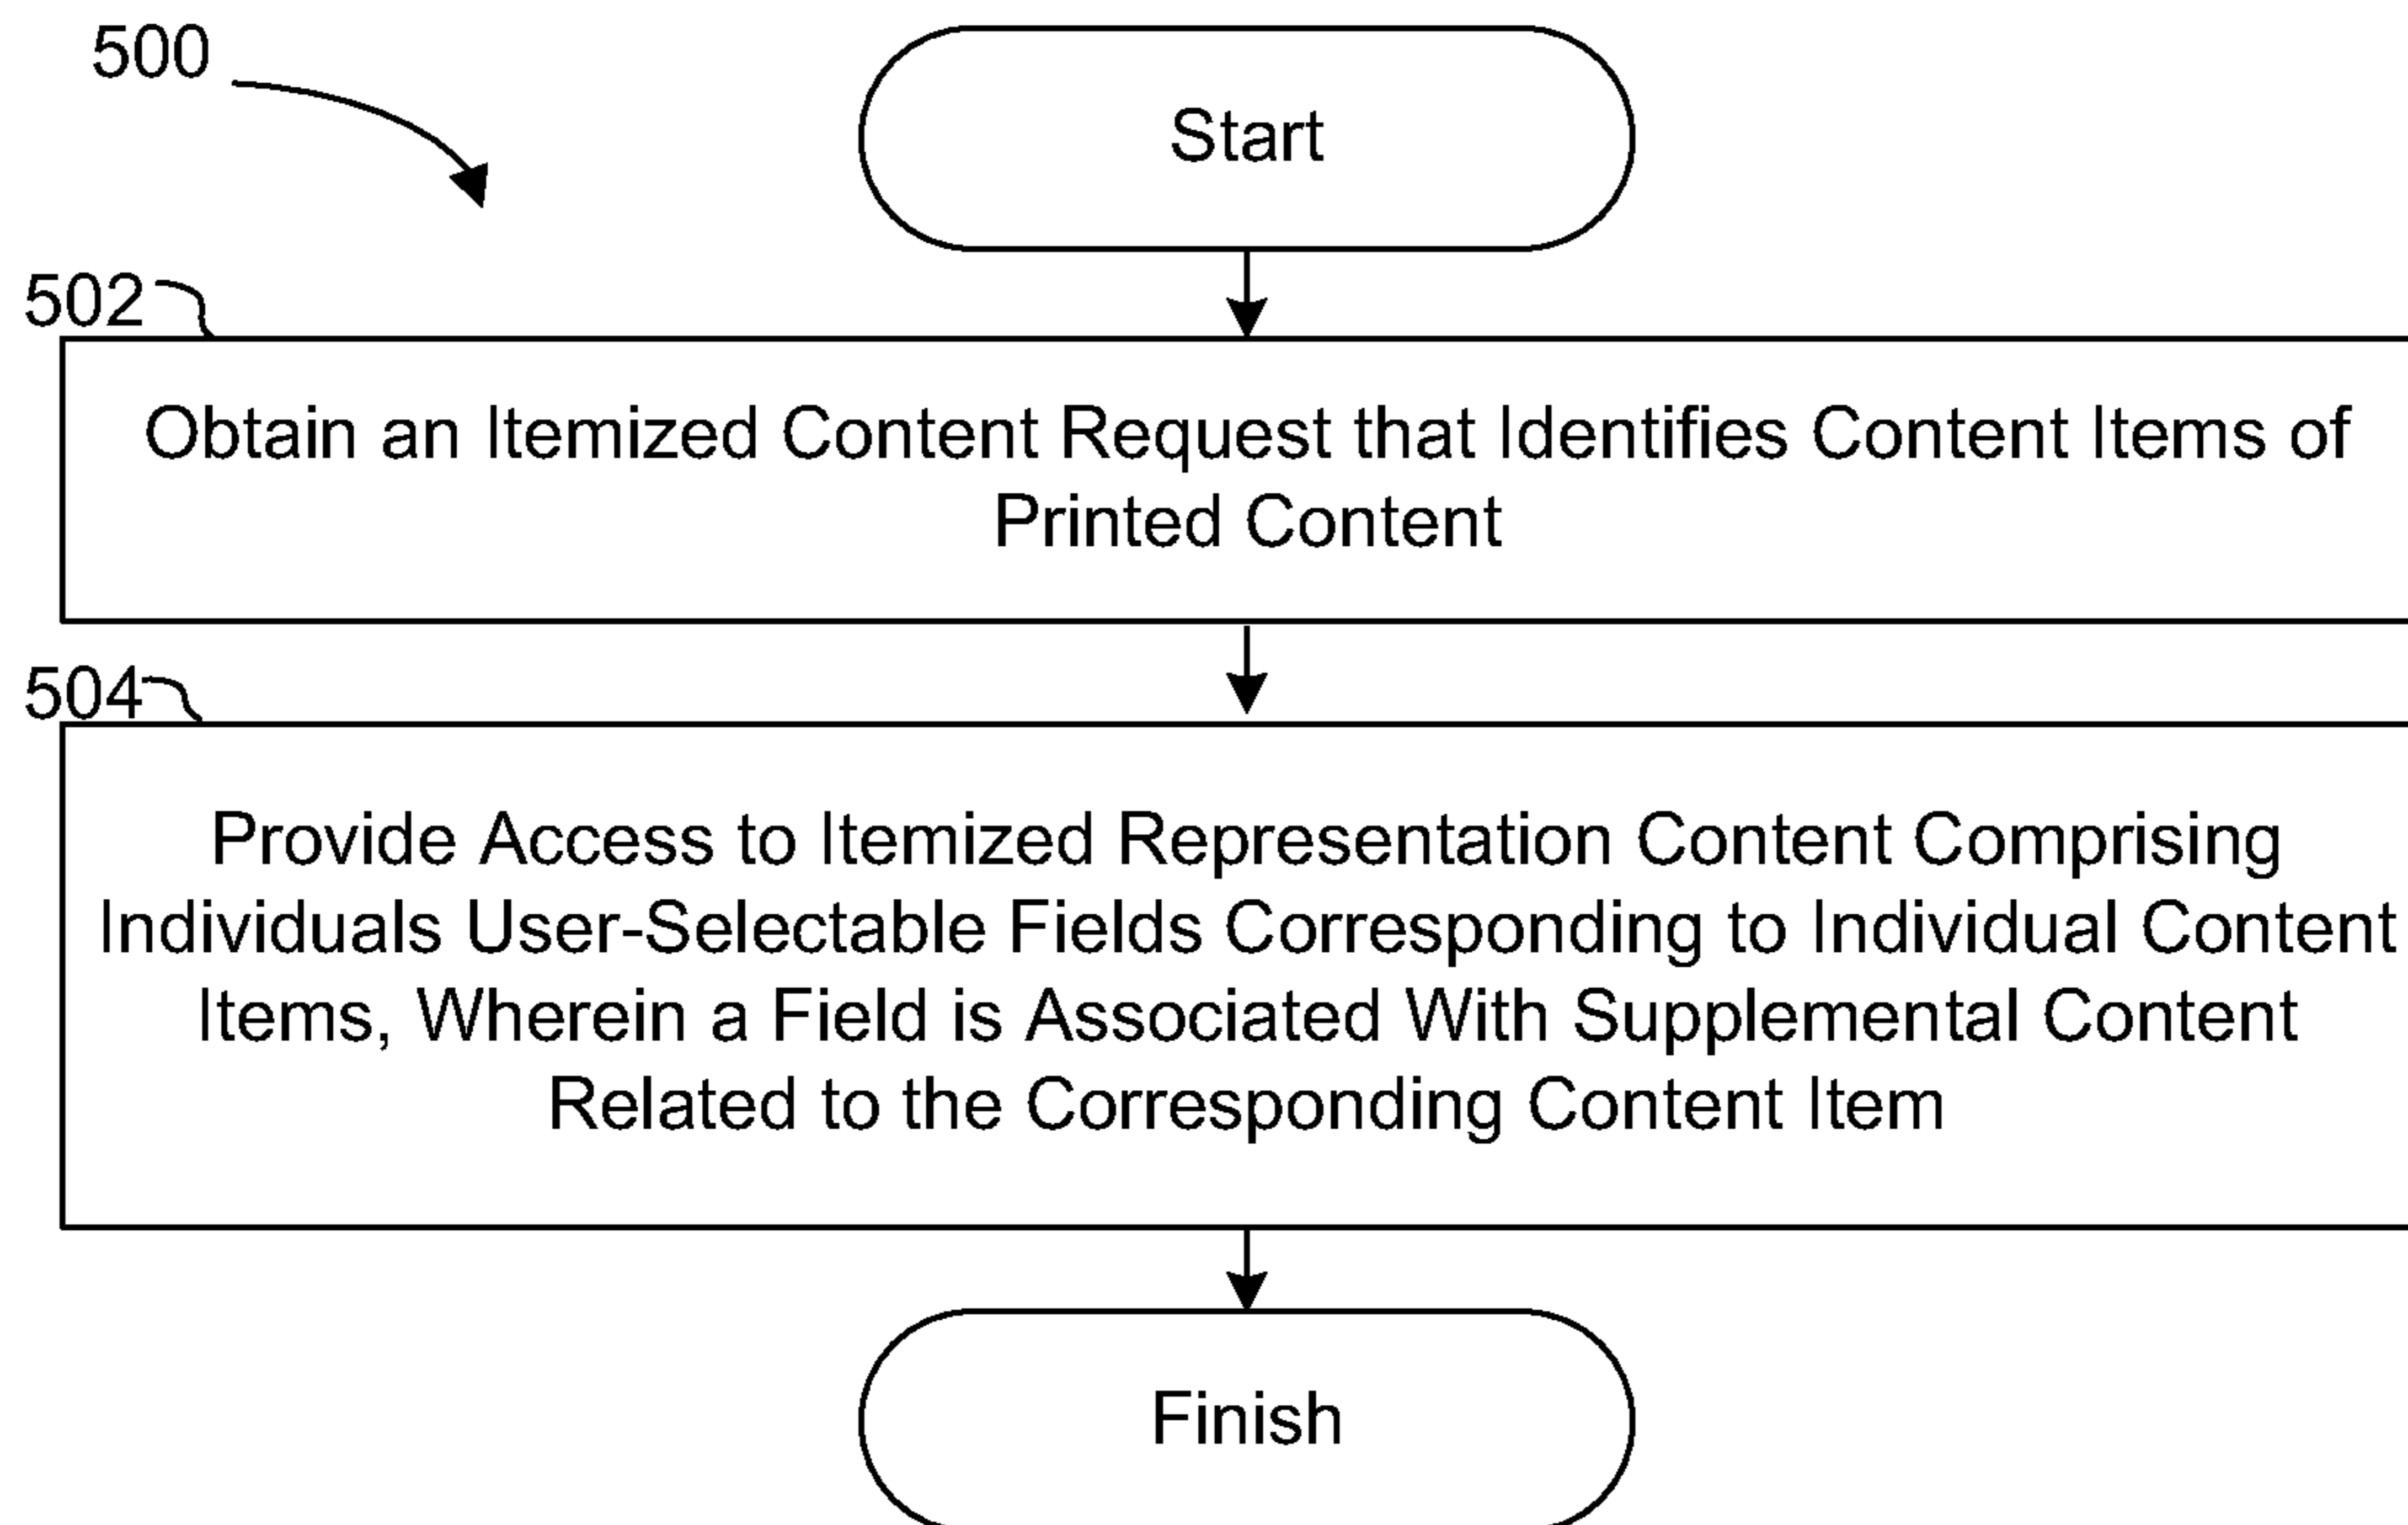 500
Start
502
Obtain an Itemized Content Request that Identifies Content Items of
Printed Content
504
Provide Access to Itemized Representation Content Comprising
Individuals User-Selectable Fields Corresponding to Individual Content
Items, Wherein a Field is Associated With Supplemental Content
Related to the Corresponding Content Item
Finish